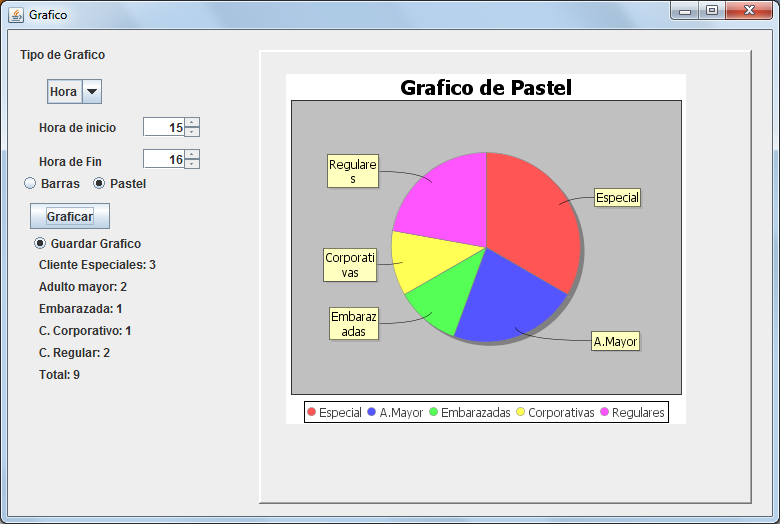 Grafico
Tipo de Grafico
Hora
Hora de inicio 15
Hora de Fin 16
Barras Pastel
Graficar
Guardar Grafico
Cliente Especiales: 3
Adulto mayor: 2
Embarazada: 1
C. Corporativo: 1
C. Regular: 2
Total: 9
Grafico de Pastel
Regulare
s
Especial
Corporati
vas
Embaraz
adas
A.Mayor
Especial A.Mayor Embarazadas Corporativas Regulares